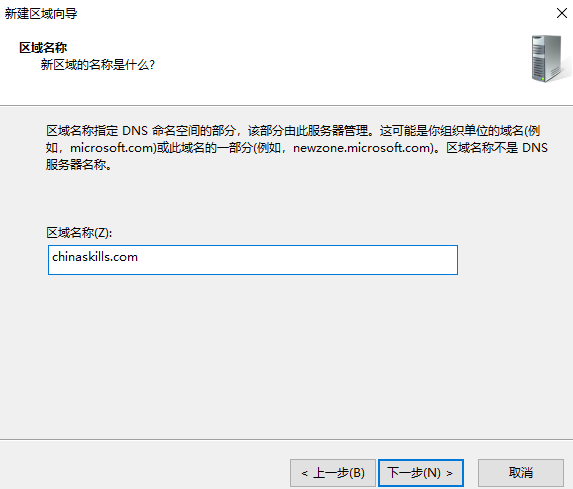 新建区域向导
区域名称
新区域的名称是什么?
区域名称指定 DNS 命名空间的部分，该部分由此服务器管理。这可能是你组织单位的域名(例
如，microsoft.com)或此域名的一部分(例如，newzone.microsoft.com)。区域名称不是 DNS
服务器名称。
区域名称(Z):
chinaskills.com
< 上一步(B)
下一步(N) >
取消